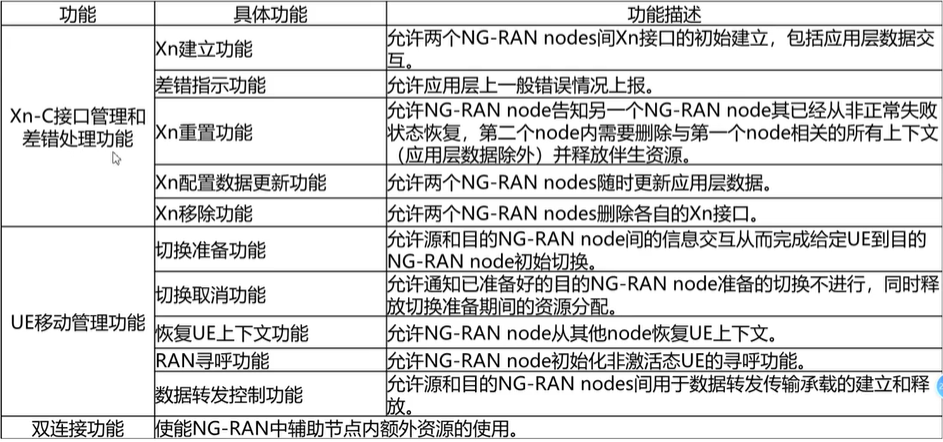 功能 具体功能 功能描述
Xn-C接口管理和
差错处理功能
Xn建立功能
允许两个NG-RAN nodes间Xn接口的初始建立，包括应用层数据交
互。
差错指示功能
允许应用层上一般错误情况上报。
Xn重置功能
允许NG-RAN node告知另一个NG-RAN node其已经从非正常失败
状态恢复，第二个node内需要删除与第一个node相关的所有上下文
（应用层数据除外）并释放伴生资源。
Xn配置数据更新功能
允许两个NG-RAN nodes随时更新应用层数据。
Xn移除功能
允许两个NG-RAN nodes删除各自的Xn接口。
UE移动管理功能
切换准备功能
允许源和目的NG-RAN node间的信息交互从而完成给定UE到目的
NG-RAN node初始切换。
切换取消功能
允许通知已准备好的目的NG-RAN node准备的切换不进行，同时释
放切换准备期间的资源分配。
恢复UE上下文功能
允许NG-RAN node从其他node恢复UE上下文。
RAN寻呼功能
允许NG-RAN node初始化非激活态UE的寻呼功能。
数据转发控制功能
允许源和目的NG-RAN nodes间用于数据转发传输承载的建立和释
放。
双连接功能
使能NG-RAN中辅助节点内额外资源的使用。